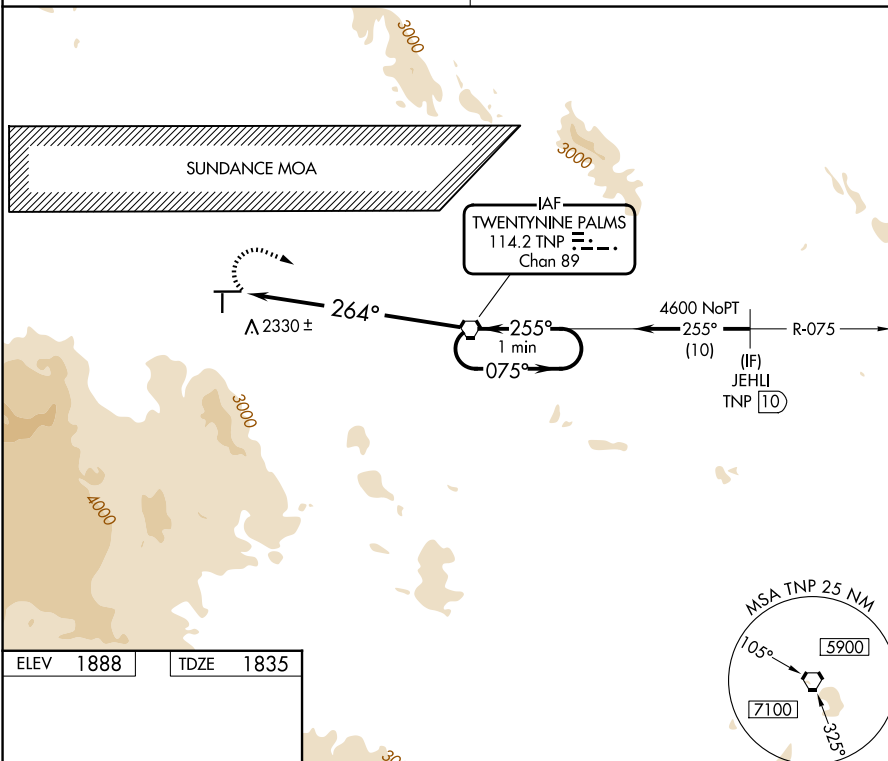 3000
SUNDANCE MOA
3000
IAF
TWENTYNINE PALMS
114.2 TNP
Chan 89
264°
2330 ±
255°
1 min
075°
4600 NoPT
255°
(10)
R-075
(IF)
JEHLI
TNP 10
3000
4000
MSA TNP 25 NM
105°
5900
7100
325°
ELEV 1888
TDZE 1835